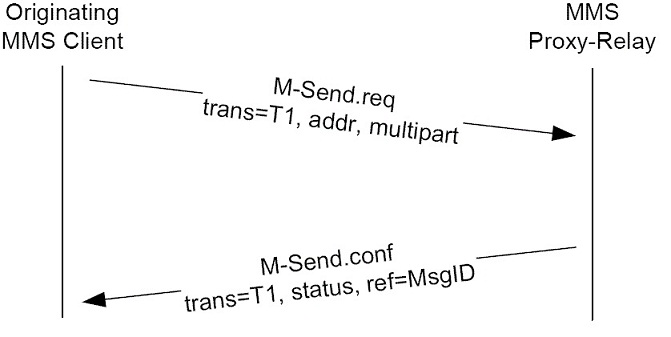 Originating
MMS Client
MMS
Proxy-Relay
M-Send.req
trans=T1, addr, multipart
M-Send.conf
trans=T1, status, ref=MsgID